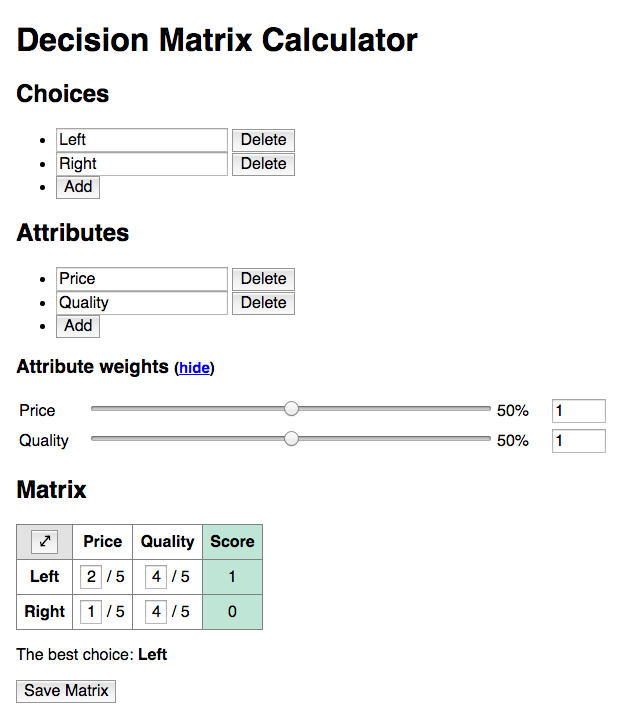 Decision Matrix Calculator
Choices
Left Delete
Right Delete
Add
Attributes
Price Delete
Quality Delete
Add
Attribute weights (hide)
Price 50% 1
Quality 50% 1
Matrix
⤢ Price Quality Score
Left 2 / 5 4 / 5 1
Right 1 / 5 4 / 5 0
The best choice: Left
Save Matrix